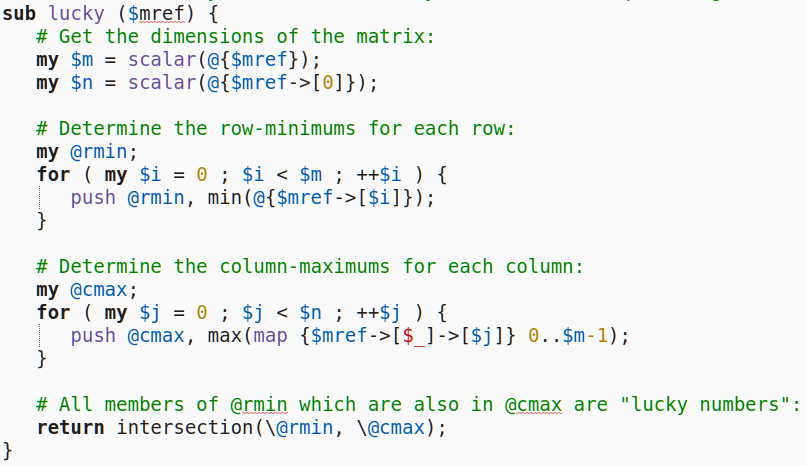 sub lucky ($mref) {
   # Get the dimensions of the matrix:
   my $m = scalar(@{$mref});
   my $n = scalar(@{$mref->[0]});

   # Determine the row-minimums for each row:
   my @rmin;
   for ( my $i = 0 ; $i < $m ; ++$i ) {
      push @rmin, min(@{$mref->[$i]});
   }

   # Determine the column-maximums for each column:
   my @cmax;
   for ( my $j = 0 ; $j < $n ; ++$j ) {
      push @cmax, max(map {$mref->[$_]->[$j]} 0..$m-1);
   }

   # All members of @rmin which are also in @cmax are "lucky numbers":
   return intersection(\@rmin, \@cmax);
}